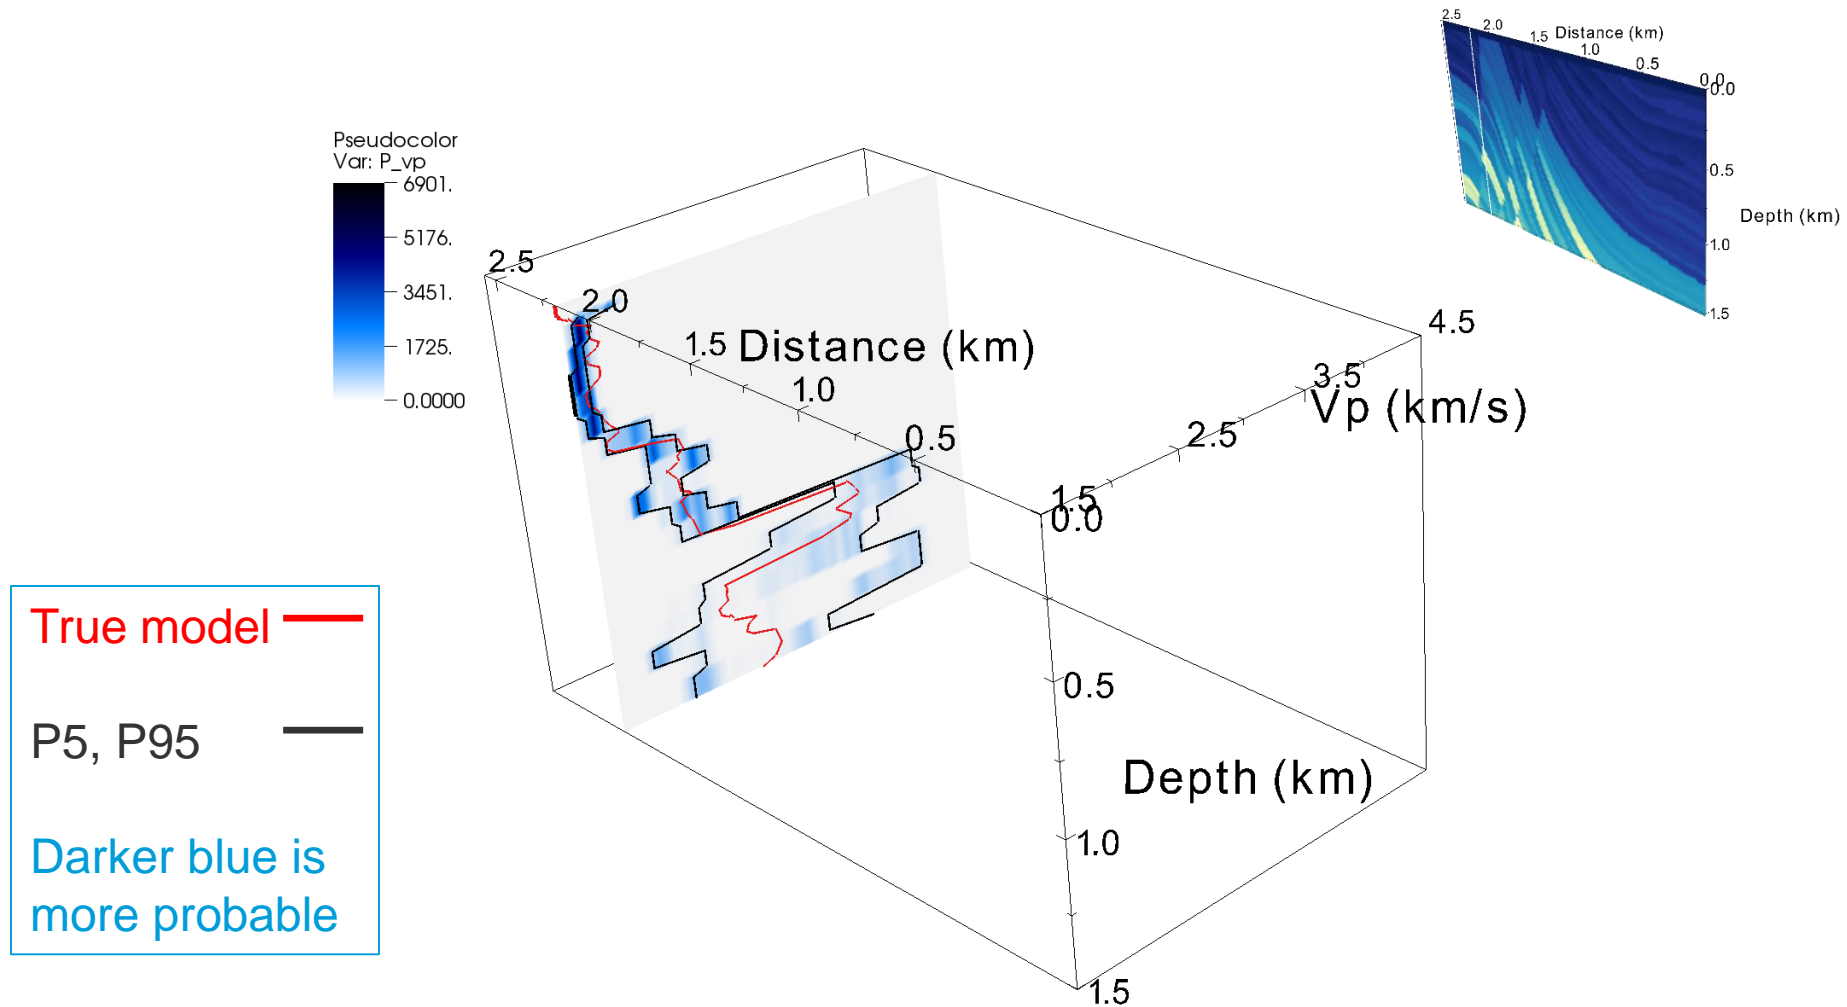 2.5
2.0
1.5
Distance (km)
1.0
0.5
0.0
0.0
0.5
Depth (km)
1.0
1.5
Pseudocolor
Var: P_vp
6901.
5176.
3451.
1725.
0.0000
2.5
2.0
1.5
Distance (km)
1.0
0.5
4.5
3.5
Vp (km/s)
2.5
1.5
0.0
0.5
Depth (km)
1.0
1.5
True model
P5, P95
Darker blue is
more probable